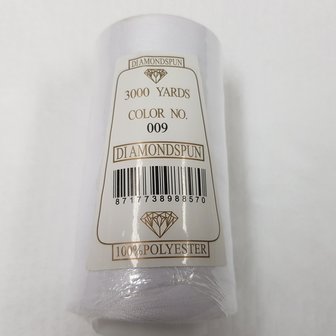 DIAMONDSPUN
3000 YARDS
COLOR NO.
009
DIAMONDSPUN
8717738988570
100%POLYESTER